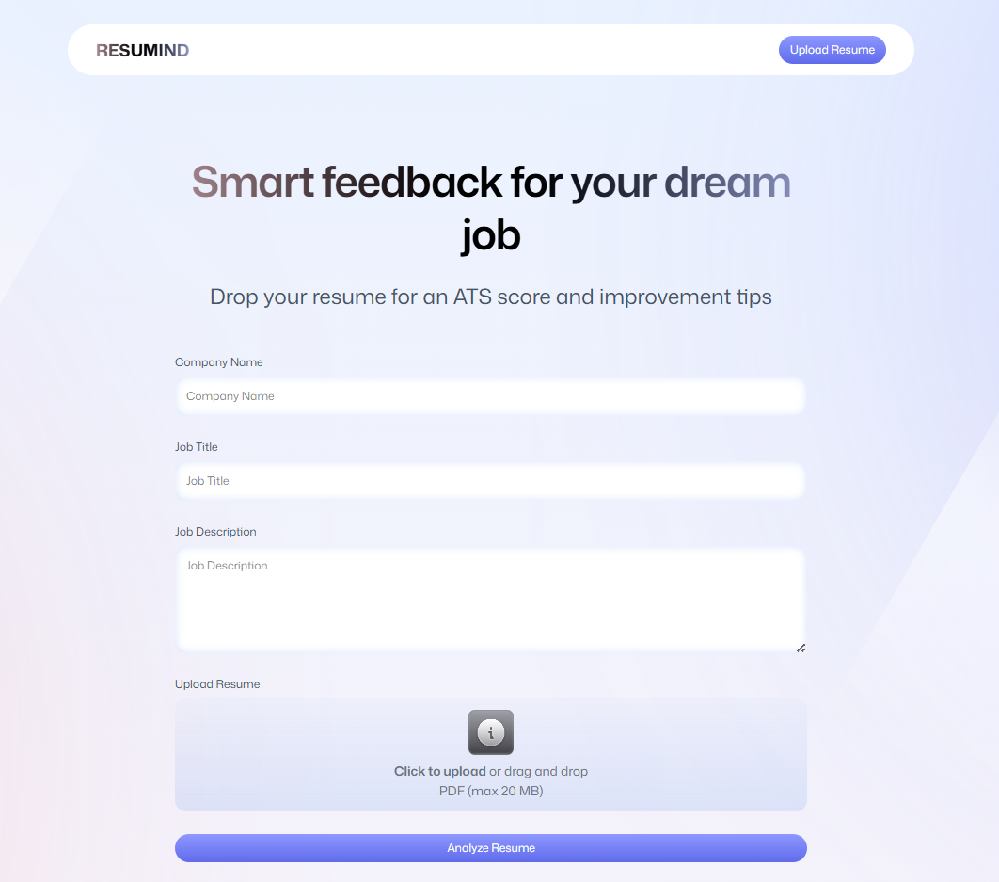 RESUMIND
Upload Resume
Smart feedback for your dream
job
Drop your resume for an ATS score and improvement tips
Company Name
Company Name
Job Title
Job Title
Job Description
Job Description
Upload Resume
i
Click to upload or drag and drop
PDF (max 20 MB)
Analyze Resume